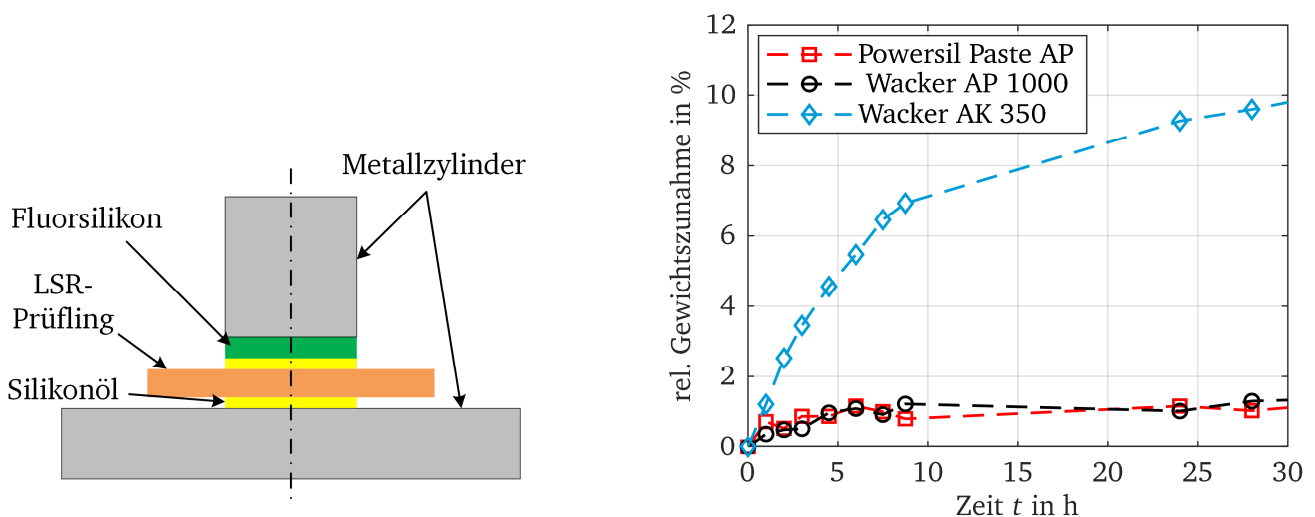 Metallzylinder
Fluorsilikon
LSR-
Prüfling
Silikonöl
rel. Gewichtszunahme in %
12
10
8
6
4
2
0
Powersil Paste AP
Wacker AP 1000
Wacker AK 350
0 5 10 15 20 25 30
Zeit t in h